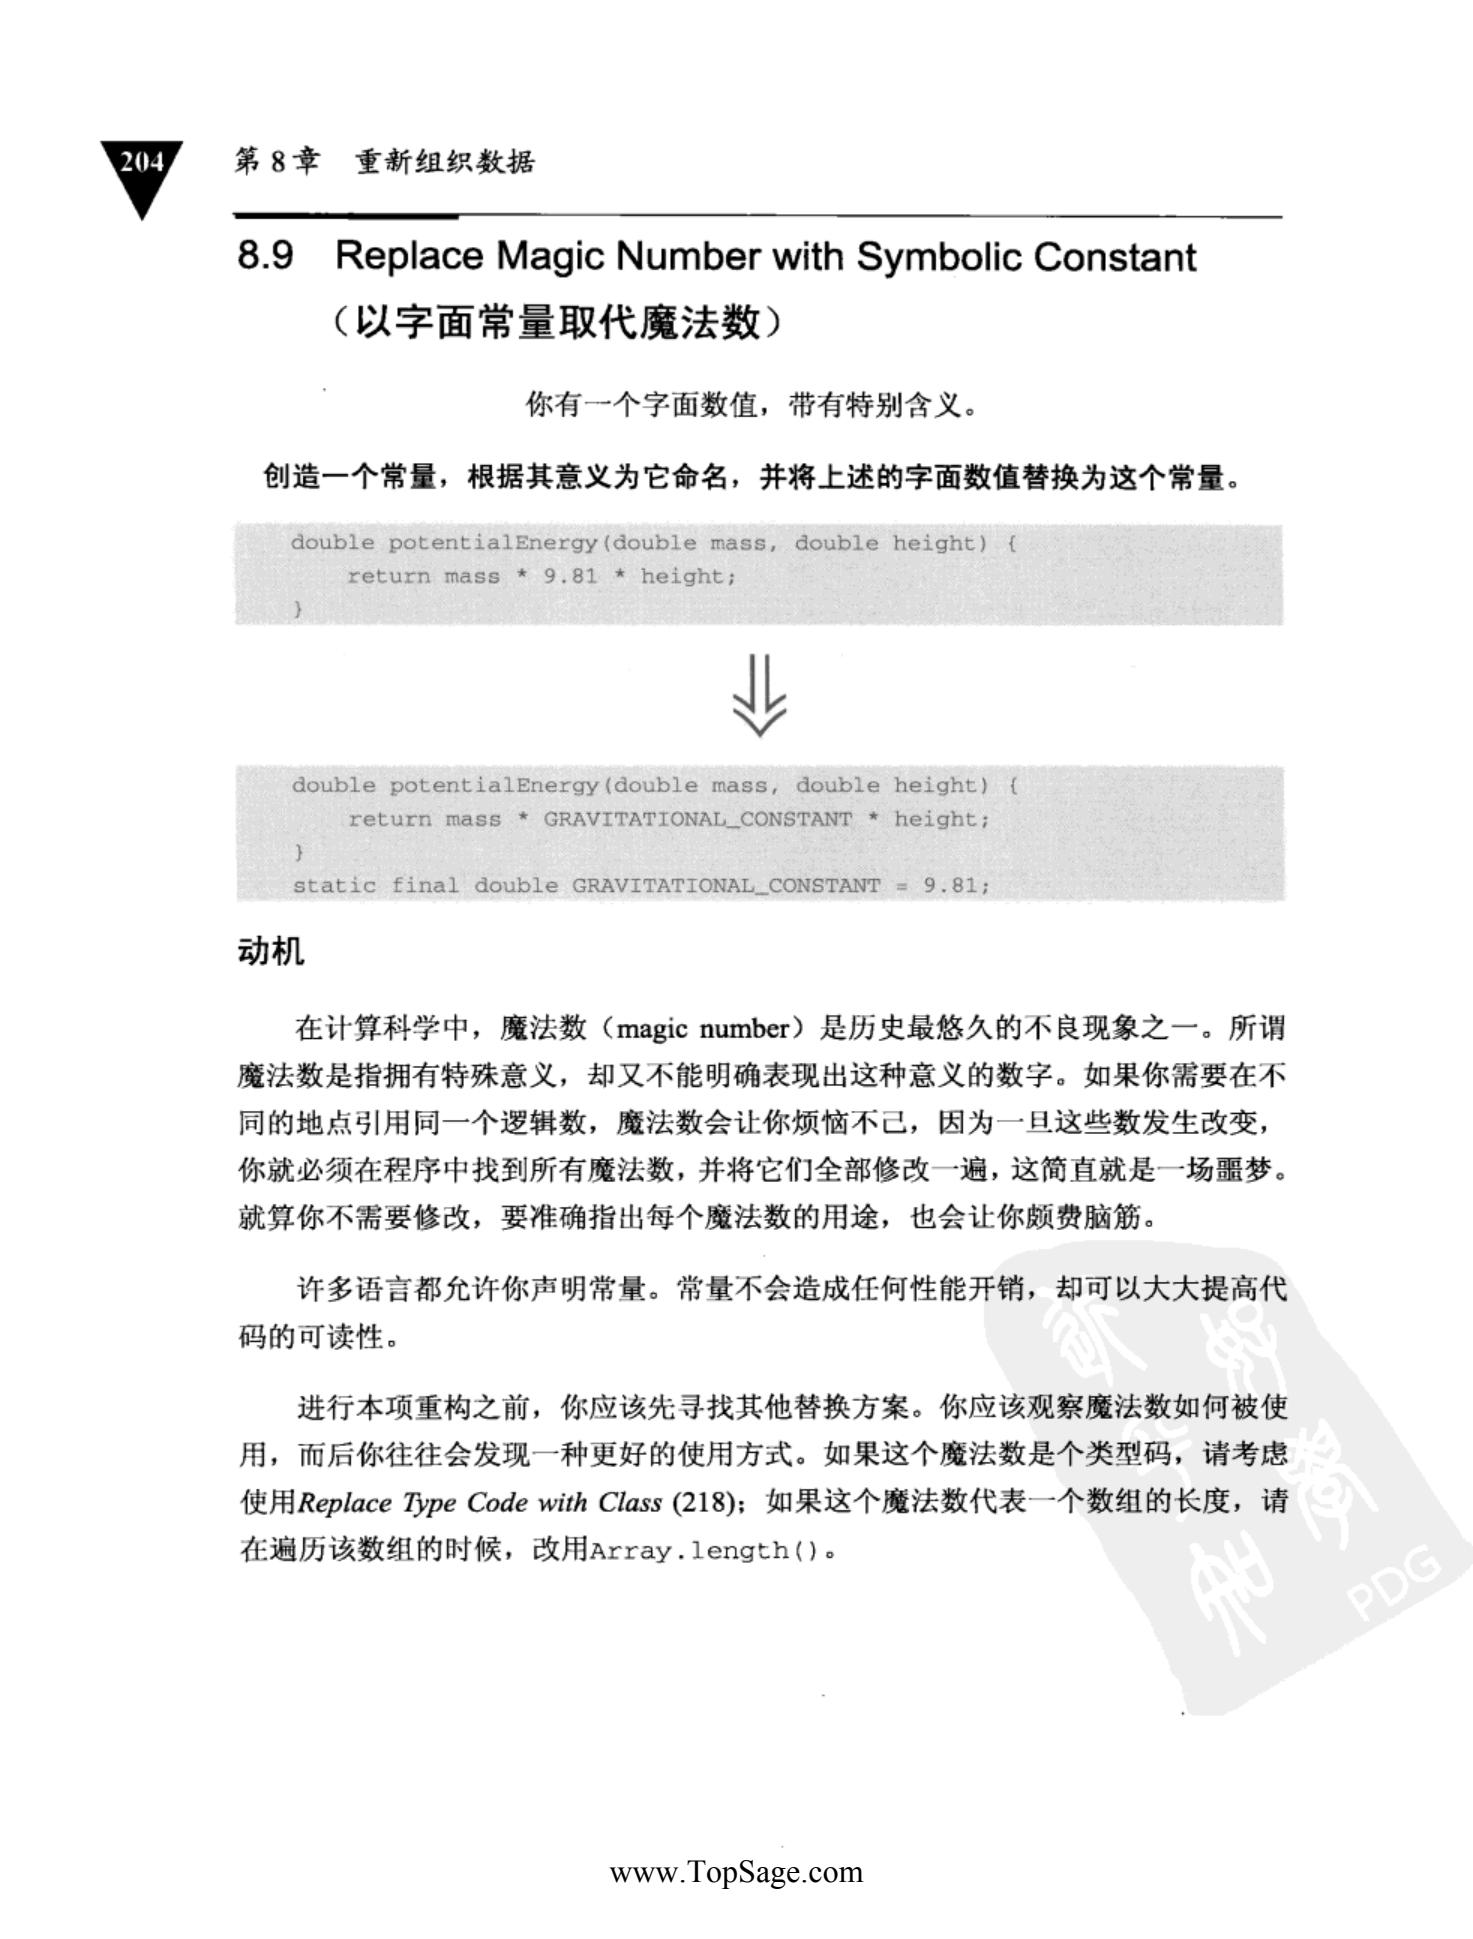 204
第 8 章　重新组织数据
8.9 Replace Magic Number with Symbolic Constant
（以字面常量取代魔法数）
你有一个字面数值，带有特别含义。
创造一个常量，根据其意义为它命名，并将上述的字面数值替换为这个常量。
double potentialEnergy(double mass, double height) {
    return mass * 9.81 * height;
}
double potentialEnergy(double mass, double height) {
    return mass * GRAVITATIONAL_CONSTANT * height;
}
static final double GRAVITATIONAL_CONSTANT = 9.81;
动机
在计算科学中，魔法数（magic number）是历史最悠久的不良现象之一。所谓
魔法数是指拥有特殊意义，却又不能明确表现出这种意义的数字。如果你需要在不
同的地点引用同一个逻辑数，魔法数会让你烦恼不已，因为一旦这些数发生改变，
你就必须在程序中找到所有魔法数，并将它们全部修改一遍，这简直就是一场噩梦。
就算你不需要修改，要准确指出每个魔法数的用途，也会让你颇费脑筋。
许多语言都允许你声明常量。常量不会造成任何性能开销，却可以大大提高代
码的可读性。
进行本项重构之前，你应该先寻找其他替换方案。你应该观察魔法数如何被使
用，而后你往往会发现一种更好的使用方式。如果这个魔法数是个类型码，请考虑
使用Replace Type Code with Class (218)；如果这个魔法数代表一个数组的长度，请
在遍历该数组的时候，改用Array.length()。
PDG
www.TopSage.com